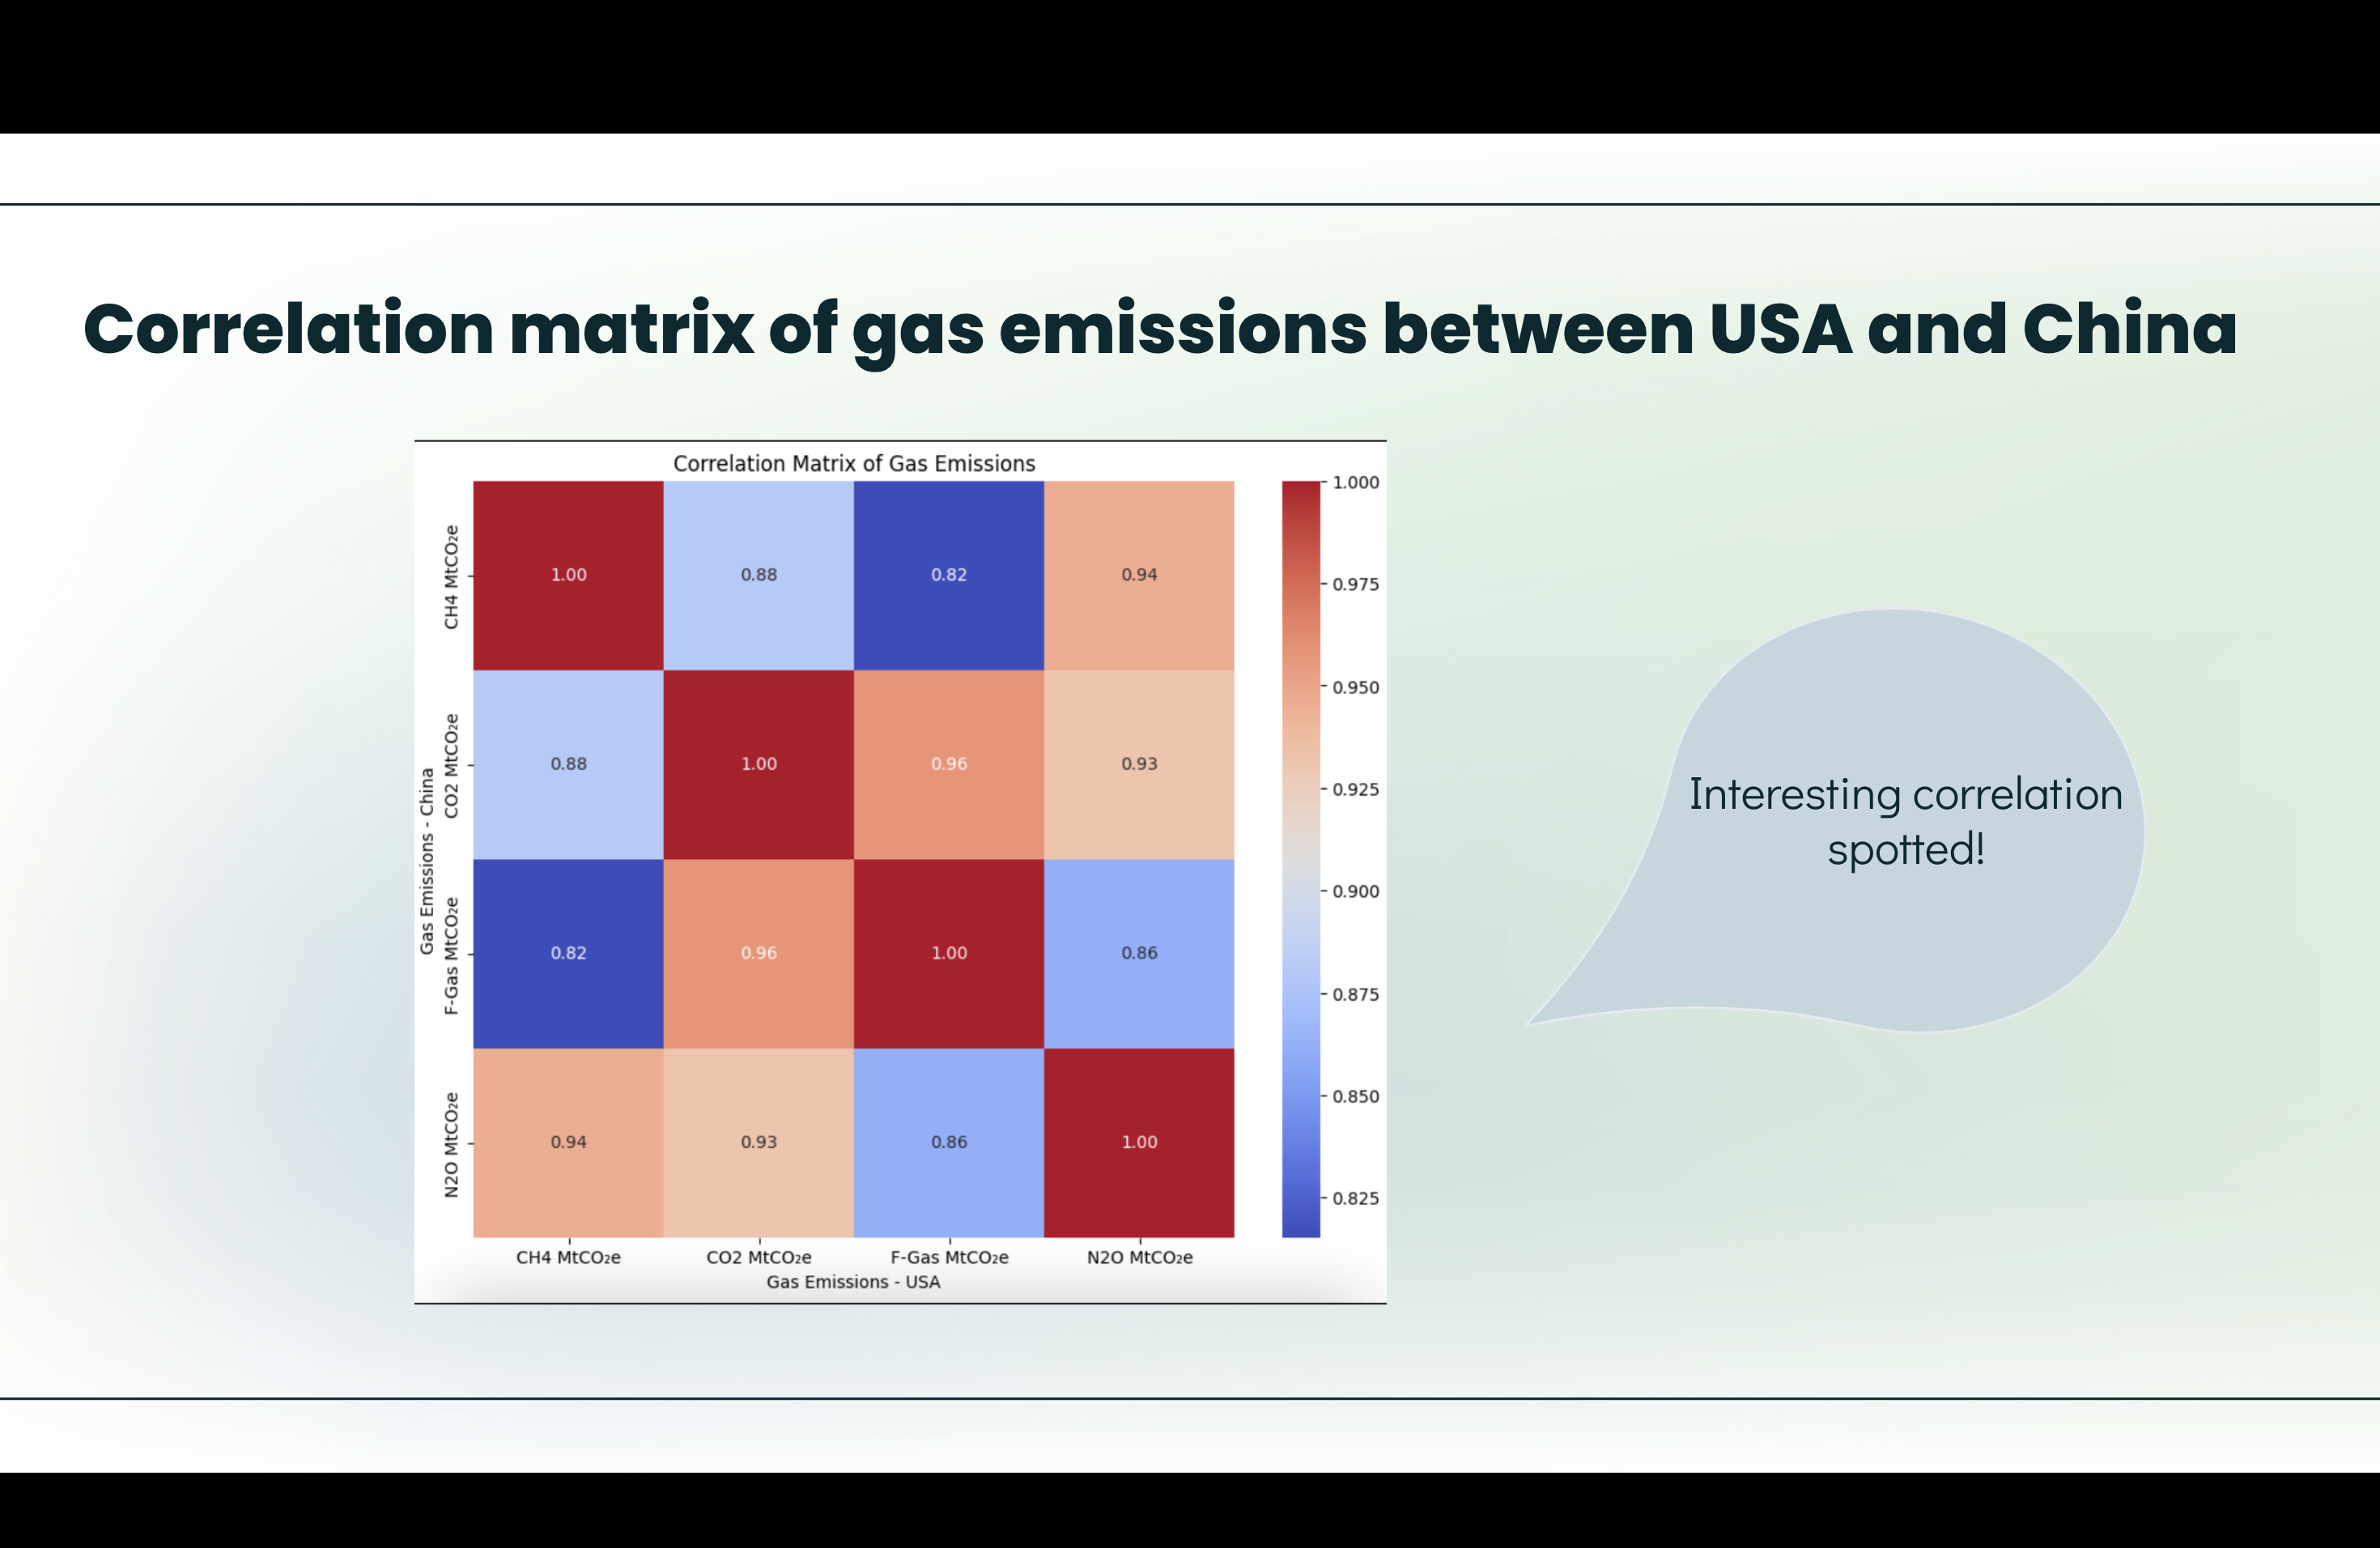 Correlation matrix of gas emissions between USA and China
Correlation Matrix of Gas Emissions
Gas Emissions - China
CH4 MtCO₂e
1.00 0.88 0.82 0.94
CO2 MtCO₂e
0.88 1.00 0.96 0.93
F-Gas MtCO₂e
0.82 0.96 1.00 0.86
N2O MtCO₂e
0.94 0.93 0.86 1.00
CH4 MtCO₂e CO2 MtCO₂e F-Gas MtCO₂e N2O MtCO₂e
Gas Emissions - USA
1.000
0.975
0.950
0.925
0.900
0.875
0.850
0.825
Interesting correlation
spotted!